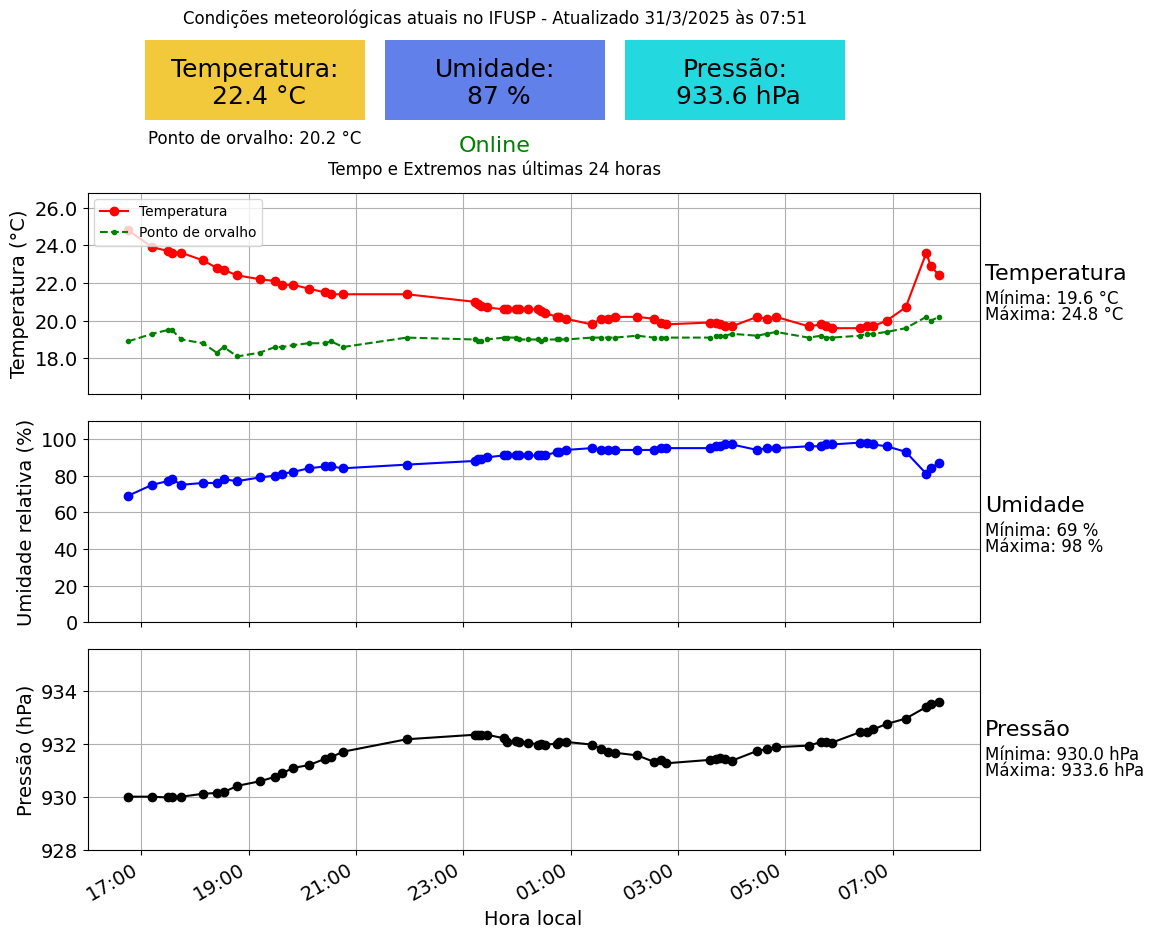 Condições meteorológicas atuais no IFUSP - Atualizado 31/3/2025 às 07:51
Temperatura:
22.4 °C
Umidade:
87 %
Pressão:
933.6 hPa
Ponto de orvalho: 20.2 °C
Online
Tempo e Extremos nas últimas 24 horas
Temperatura (°C)
26.0
24.0
22.0
20.0
18.0
Temperatura
Ponto de orvalho
Temperatura
Mínima: 19.6 °C
Máxima: 24.8 °C
Umidade relativa (%)
100
80
60
40
20
0
Umidade
Mínima: 69 %
Máxima: 98 %
Pressão (hPa)
934
932
930
928
Pressão
Mínima: 930.0 hPa
Máxima: 933.6 hPa
17:00
19:00
21:00
23:00
01:00
03:00
05:00
07:00
Hora local